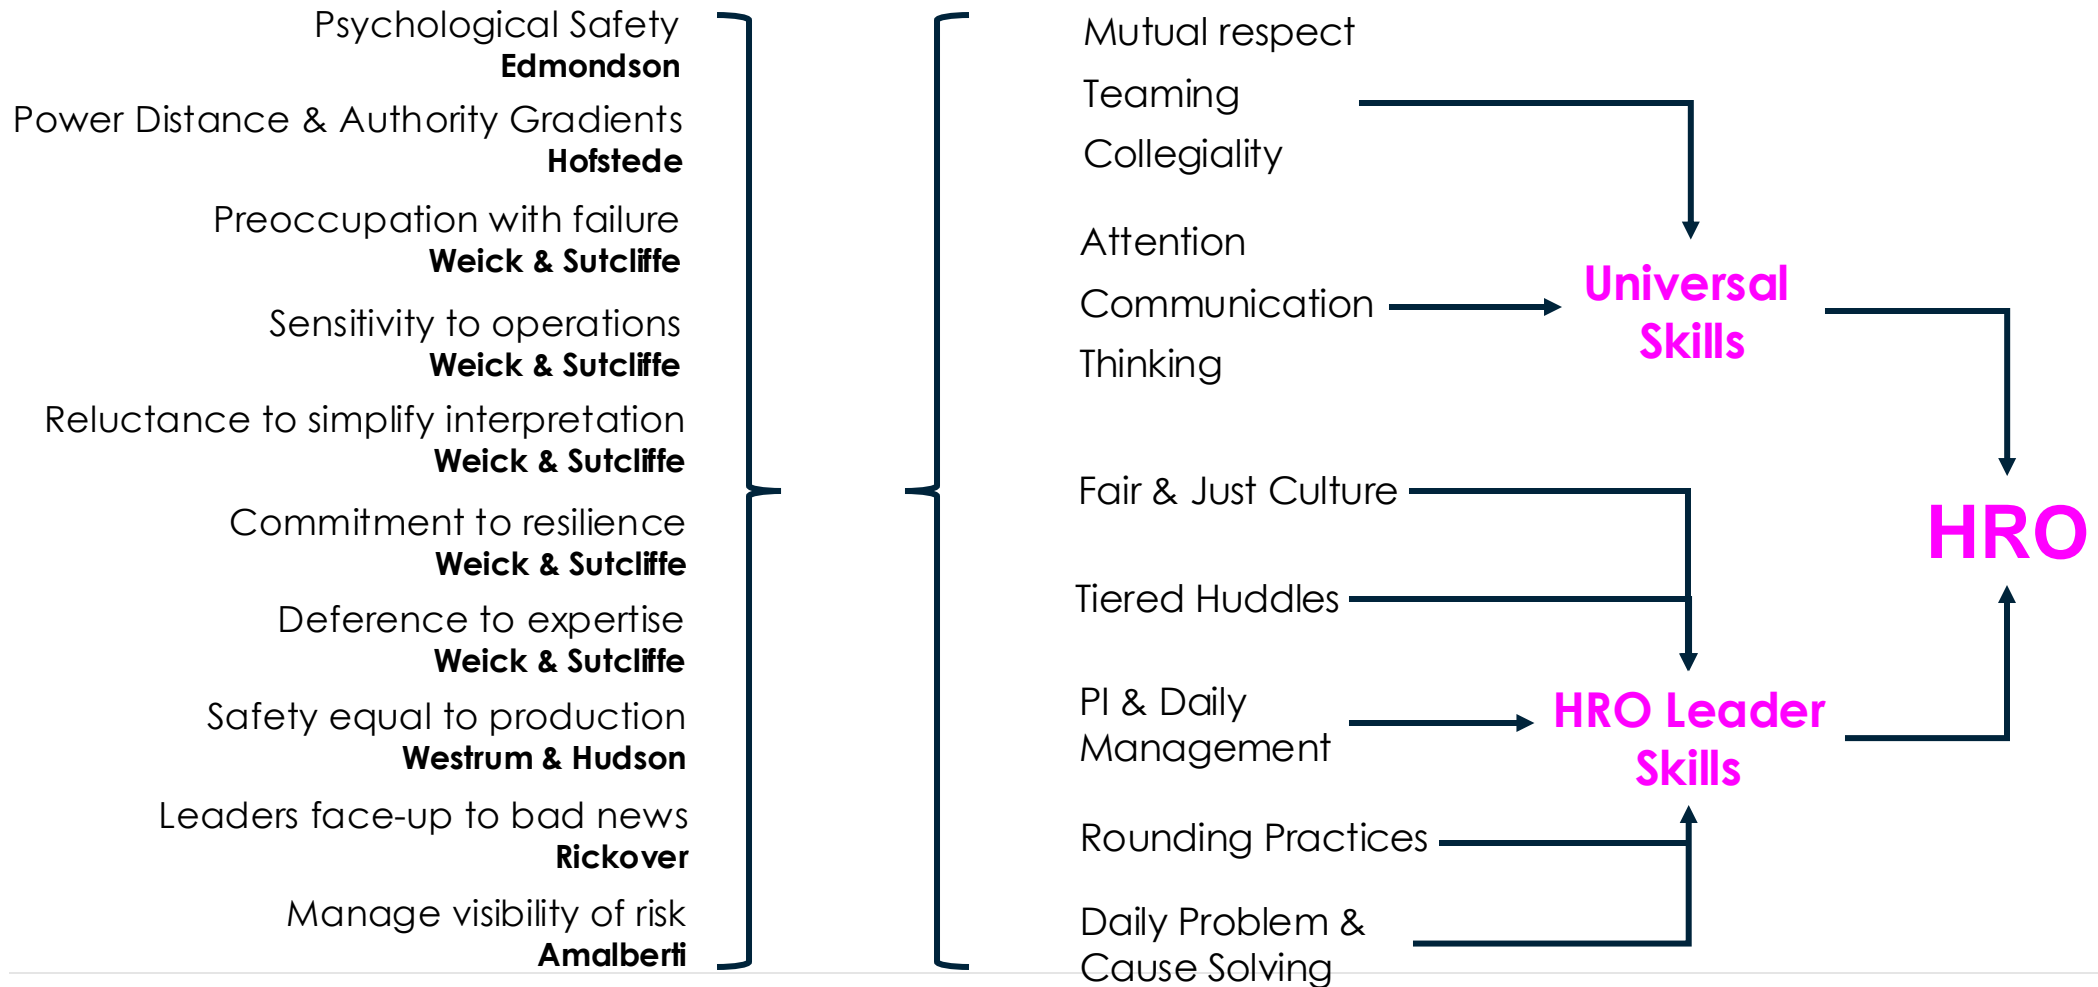 Psychological Safety
Edmondson
Power Distance & Authority Gradients
Hofstede
Preoccupation with failure
Weick & Sutcliffe
Sensitivity to operations
Weick & Sutcliffe
Reluctance to simplify interpretation
Weick & Sutcliffe
Commitment to resilience
Weick & Sutcliffe
Deference to expertise
Weick & Sutcliffe
Safety equal to production
Westrum & Hudson
Leaders face-up to bad news
Rickover
Manage visibility of risk
Amalberti
Mutual respect
Teaming
Collegiality
Attention
Communication
Thinking
Fair & Just Culture
Tiered Huddles
PI & Daily
Management
Rounding Practices
Daily Problem &
Cause Solving
Universal
Skills
HRO Leader
Skills
HRO